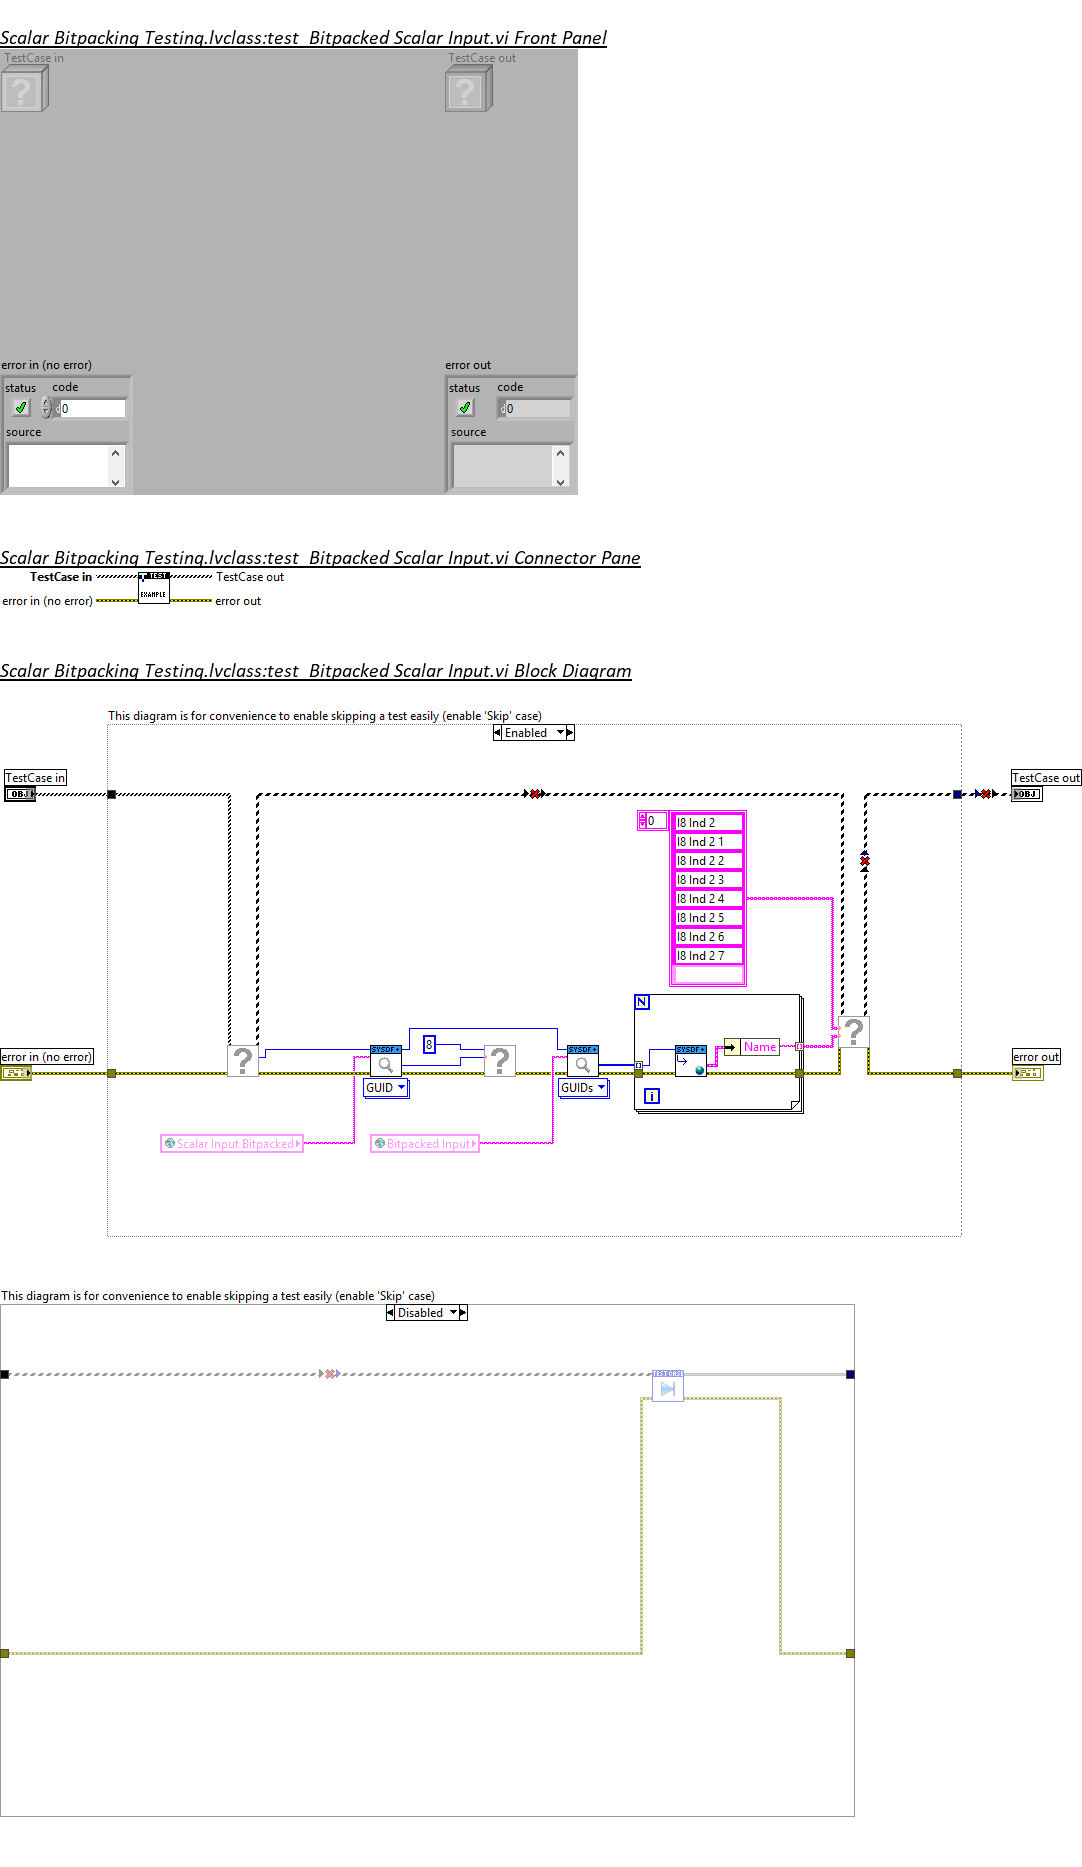 Scalar Bitpacking Testing.lvclass:test_Bitpacked Scalar Input.vi Front Panel
TestCase in
TestCase out
error in (no error)
error out
status code
d 0
source
status code
d 0
source
Scalar Bitpacking Testing.lvclass:test_Bitpacked Scalar Input.vi Connector Pane
TestCase in
TEST
TestCase out
error in (no error)
EXAMPLE
error out
Scalar Bitpacking Testing.lvclass:test_Bitpacked Scalar Input.vi Block Diagram
This diagram is for convenience to enable skipping a test easily (enable 'Skip' case)
Enabled
TestCase in
OBJ
TestCase out
OBJ
0
I8 Ind 2
I8 Ind 2 1
I8 Ind 2 2
I8 Ind 2 3
I8 Ind 2 4
I8 Ind 2 5
I8 Ind 2 6
I8 Ind 2 7
N
?
error in (no error)
?
SYSDF
8
?
SYSDF
SYSDF
Name
error out
GUID
GUIDs
i
Scalar Input Bitpacked
Bitpacked Input
This diagram is for convenience to enable skipping a test easily (enable 'Skip' case)
Disabled
TEST CASE